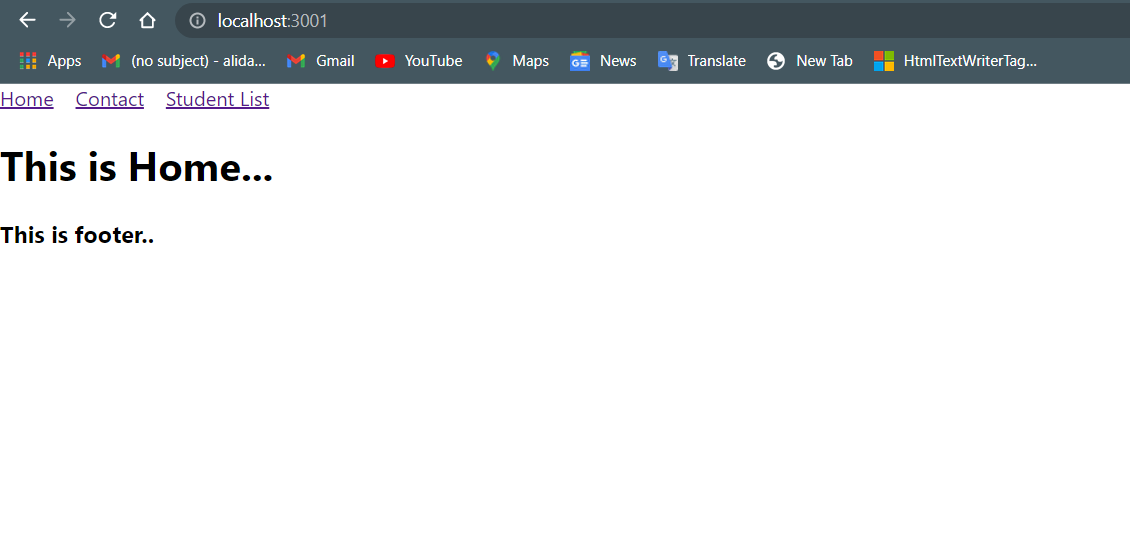 localhost:3001
Apps (no subject) - alida... Gmail YouTube Maps News Translate New Tab HtmlTextWriterTag...
Home Contact Student List
This is Home...
This is footer..